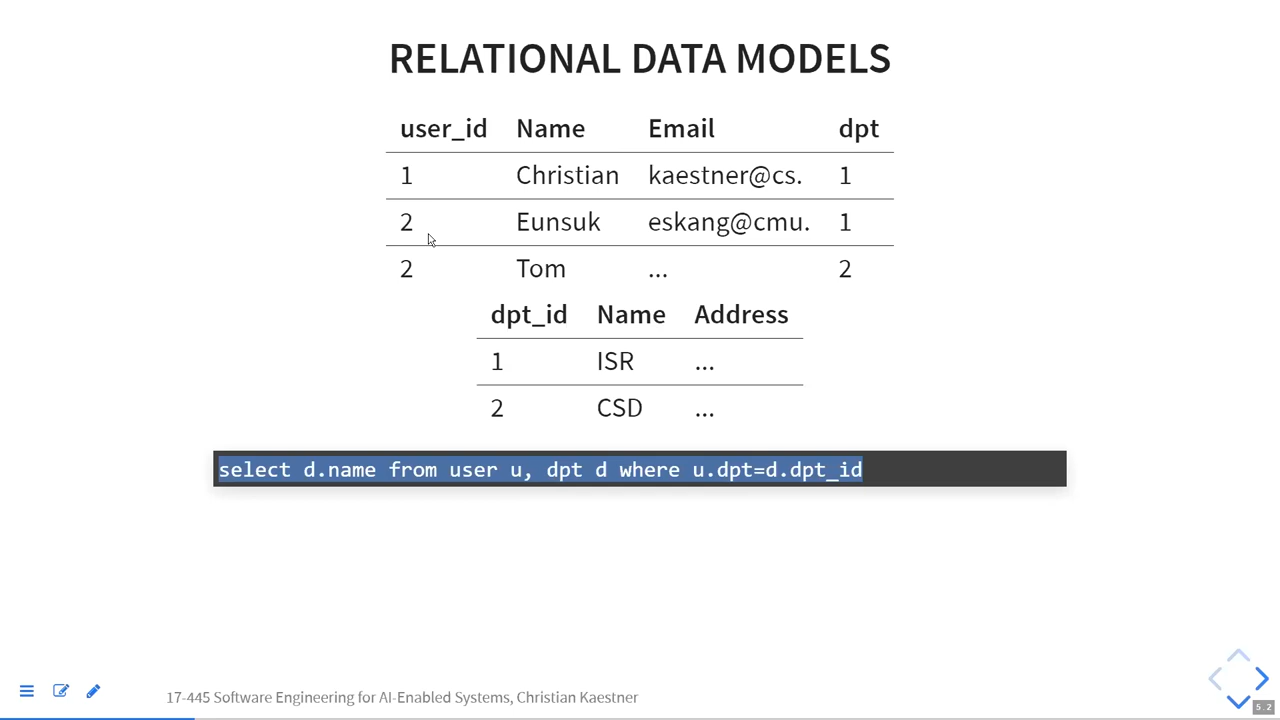 RELATIONAL DATA MODELS
user_id Name Email dpt
1 Christian kaestner@cs. 1
2 Eunsuk eskang@cmu. 1
2 Tom ... 2
dpt_id Name Address
1 ISR ...
2 CSD ...
select d.name from user u, dpt d where u.dpt=d.dpt_id
17-445 Software Engineering for AI-Enabled Systems, Christian Kaestner
5.2